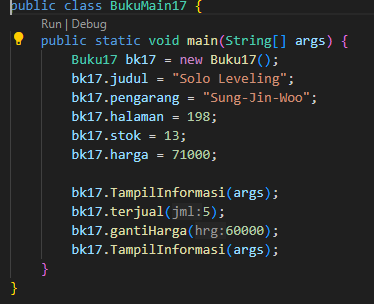 public class BukuMain17 {
Run | Debug
public static void main(String[] args) {
Buku17 bk17 = new Buku17();
bk17.judul = "Solo Leveling";
bk17.pengarang = "Sung-Jin-Woo";
bk17.halaman = 198;
bk17.stok = 13;
bk17.harga = 71000;
bk17.TampilInformasi(args);
bk17.terjual(jml:5);
bk17.gantiHarga(hrg:60000);
bk17.TampilInformasi(args);
}
}